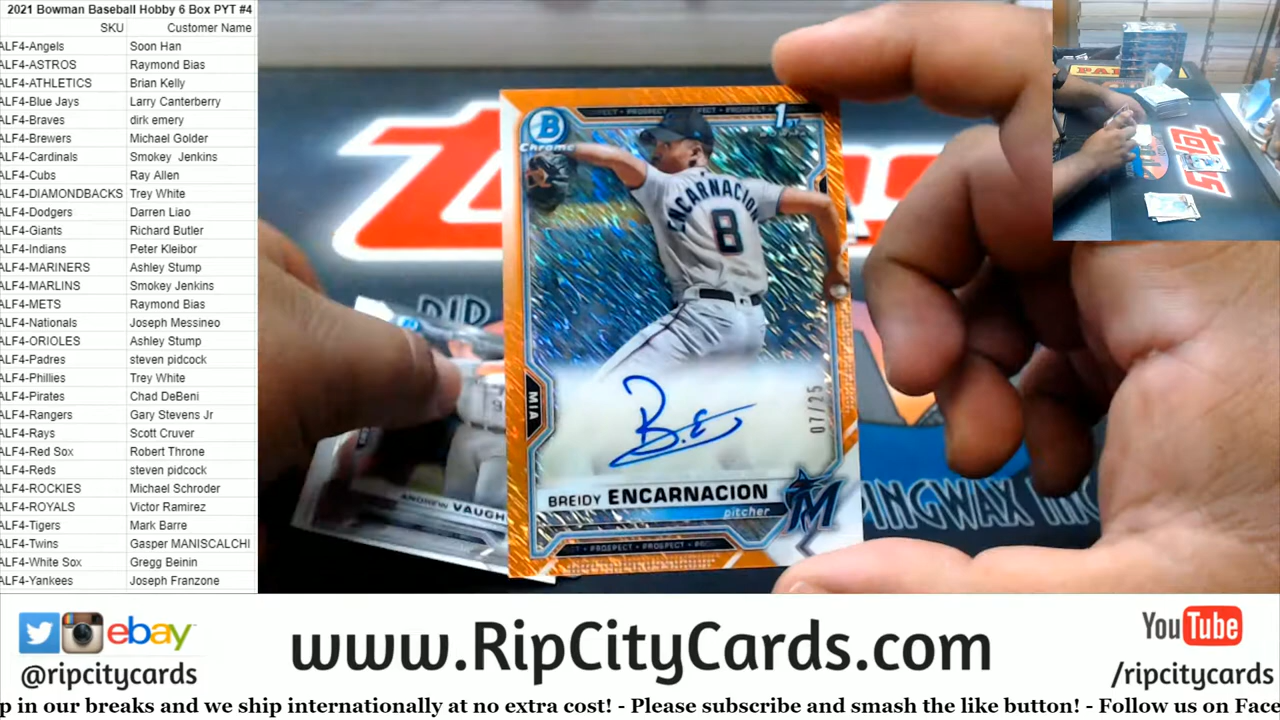 2021 Bowman Baseball Hobby 6 Box PYT #4
SKU Customer Name
ALF4-Angels Soon Han
ALF4-ASTROS Raymond Bias
ALF4-ATHLETICS Brian Kelly
ALF4-Blue Jays Larry Canterberry
ALF4-Braves dirk emery
ALF4-Brewers Michael Golder
ALF4-Cardinals Smokey Jenkins
ALF4-Cubs Ray Allen
ALF4-DIAMONDBACKS Trey White
ALF4-Dodgers Darren Liao
ALF4-Giants Richard Butler
ALF4-Indians Peter Kleibor
ALF4-MARINERS Ashley Stump
ALF4-MARLINS Smokey Jenkins
ALF4-METS Raymond Bias
ALF4-Nationals Joseph Messineo
ALF4-ORIOLES Ashley Stump
ALF4-Padres steven pidcock
ALF4-Phillies Trey White
ALF4-Pirates Chad DeBeni
ALF4-Rangers Gary Stevens Jr
ALF4-Rays Scott Cruver
ALF4-Red Sox Robert Throne
ALF4-Reds steven pidcock
ALF4-ROCKIES Michael Schroder
ALF4-ROYALS Victor Ramirez
ALF4-Tigers Mark Barre
ALF4-Twins Gasper MANISCALCHI
ALF4-White Sox Gregg Beinin
ALF4-Yankees Joseph Franzone
PROSPECT
B
Chrome
1ST
ENCARNACION
8
MIA
B.E
07/25
BREIDY ENCARNACION
pitcher
M
PROSPECT · PROSPECT
ANDREW VAUGH
RIP
INGWAX INC
ebay
@ripcitycards
www.RipCityCards.com
YouTube
/ripcitycards
p in our breaks and we ship internationally at no extra cost! - Please subscribe and smash the like button! - Follow us on Face